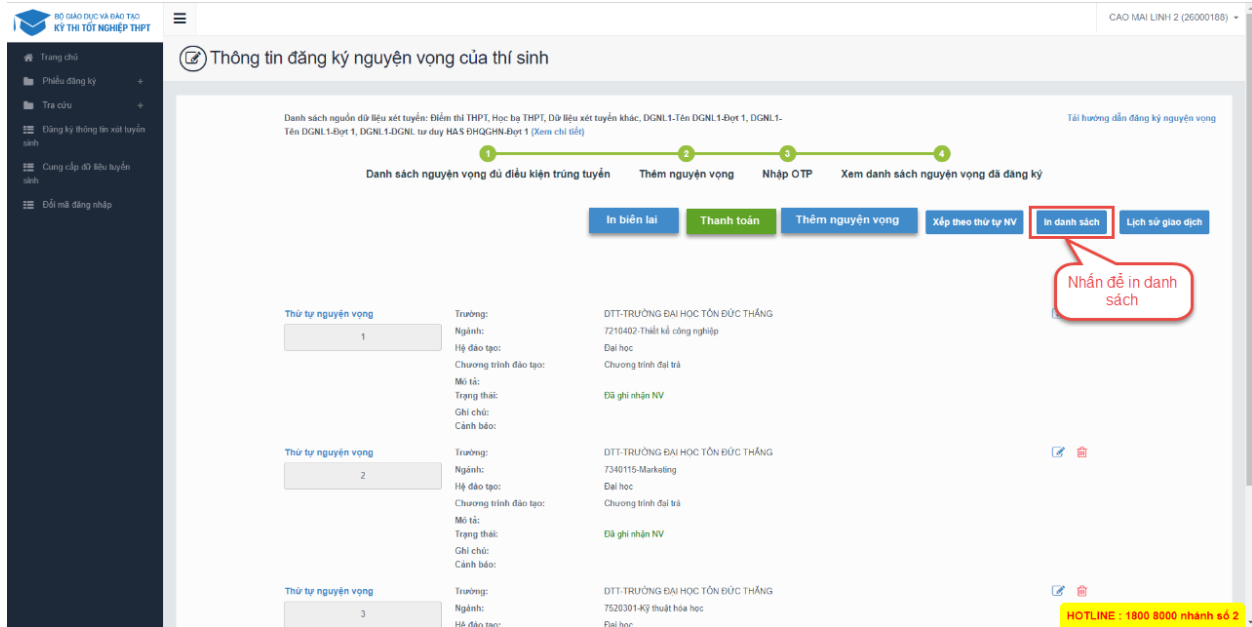 BỘ GIÁO DỤC VÀ ĐÀO TẠO
KỲ THI TỐT NGHIỆP THPT
CAO MAI LINH 2 (26000188)
Trang chủ
Phiếu đăng ký +
Tra cứu +
Đăng ký thông tin xét tuyển
sinh
Cung cấp dữ liệu tuyển
sinh
Đổi mã đăng nhập
Thông tin đăng ký nguyện vọng của thí sinh
Danh sách nguồn dữ liệu xét tuyển: Điểm thi THPT, Học bạ THPT, Dữ liệu xét tuyển khác, DGNL1-Tên DGNL1-Đợt 1, DGNL1-
Tên DGNL1-Đợt 1, DGNL1-DGNL tư duy HAS ĐHQGHN-Đợt 1 (Xem chi tiết)
Tải hướng dẫn đăng ký nguyện vọng
1 2 3 4
Danh sách nguyện vọng đủ điều kiện trúng tuyển Thêm nguyện vọng Nhập OTP Xem danh sách nguyện vọng đã đăng ký
In biên lai Thanh toán Thêm nguyện vọng Xếp theo thứ tự NV In danh sách Lịch sử giao dịch
Nhấn để in danh
sách
Thứ tự nguyện vọng
1
Trường: DTT-TRƯỜNG ĐẠI HỌC TÔN ĐỨC THẮNG
Ngành: 7210402-Thiết kế công nghiệp
Hệ đào tạo: Đại học
Chương trình đào tạo: Chương trình đại trà
Mô tả:
Trạng thái: Đã ghi nhận NV
Ghi chú:
Cảnh báo:
Thứ tự nguyện vọng
2
Trường: DTT-TRƯỜNG ĐẠI HỌC TÔN ĐỨC THẮNG
Ngành: 7340115-Marketing
Hệ đào tạo: Đại học
Chương trình đào tạo: Chương trình đại trà
Mô tả:
Trạng thái: Đã ghi nhận NV
Ghi chú:
Cảnh báo:
Thứ tự nguyện vọng
3
Trường: DTT-TRƯỜNG ĐẠI HỌC TÔN ĐỨC THẮNG
Ngành: 7520301-Kỹ thuật hóa học
Hệ đào tạo: Đại học
HOTLINE : 1800 8000 nhánh số 2